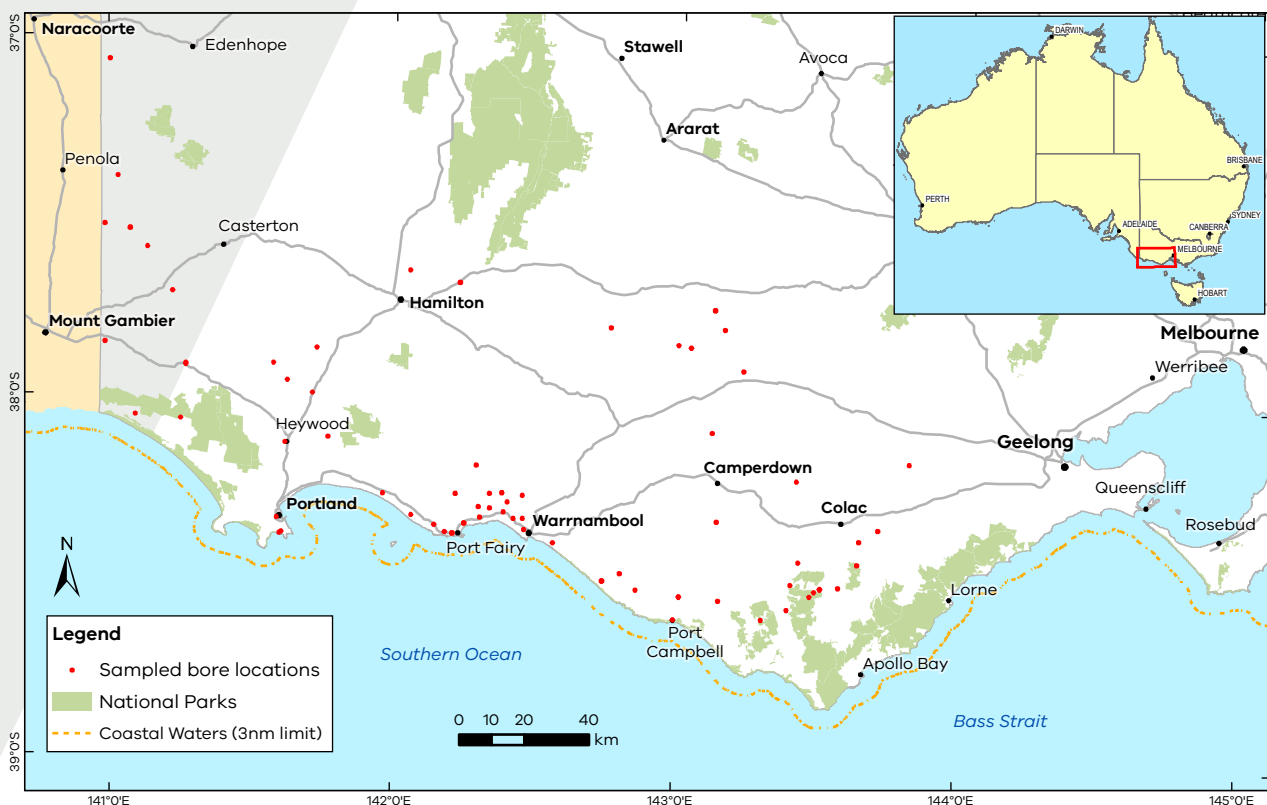 37°0'S
Naracoorte
Edenhope
Stawell
Avoca
Ararat
Penola
Casterton
Hamilton
Mount Gambier
Melbourne
Werribee
38°0'S
Heywood
Geelong
Camperdown
Queenscliff
Colac
Portland
Warrnambool
Rosebud
Port Fairy
N
Lorne
Port
Campbell
Apollo Bay
Southern Ocean
Bass Strait
Legend
Sampled bore locations
National Parks
Coastal Waters (3nm limit)
0 10 20 40
km
39°0'S
141°0'E
142°0'E
143°0'E
144°0'E
145°0'E
DARWIN
BRISBANE
PERTH
SYDNEY
ADELAIDE
CANBERRA
MELBOURNE
HOBART